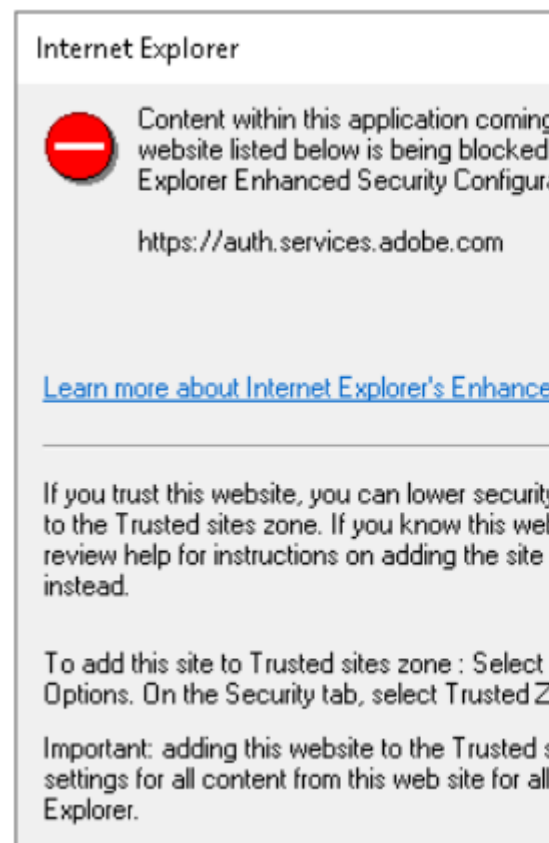 Internet Explorer
Content within this application coming
website listed below is being blocked
Explorer Enhanced Security Configur
https://auth.services.adobe.com
Learn more about Internet Explorer's Enhance
If you trust this website, you can lower security
to the Trusted sites zone. If you know this we
review help for instructions on adding the site
instead.
To add this site to Trusted sites zone : Select
Options. On the Security tab, select Trusted Z
Important: adding this website to the Trusted s
settings for all content from this web site for all
Explorer.